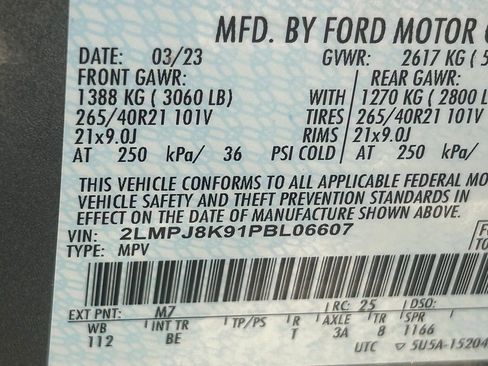 MFD. BY FORD MOTOR
DATE: 03/23 GVWR: 2617 KG ( 5
FRONT GAWR: REAR GAWR:
1388 KG ( 3060 LB) WITH 1270 KG ( 2800
265/40R21 101V TIRES 265/40R21 101V
21x9.0J RIMS 21x9.0J
AT 250 kPa/ 36 PSI COLD AT 250 kPa/
THIS VEHICLE CONFORMS TO ALL APPLICABLE FEDERAL
VEHICLE SAFETY AND THEFT PREVENTION STANDARDS IN
EFFECT ON THE DATE OF MANUFACTURE SHOWN ABOVE.
VIN: 2LMPJ8K91PBL06607
TYPE: MPV
EXT PNT: M7 RC: 25 DSO:
WB INT TR TP/PS R AXLE TR SPR
112 BE T 3A 8 1166
UTC ▽ 5U5A-15204